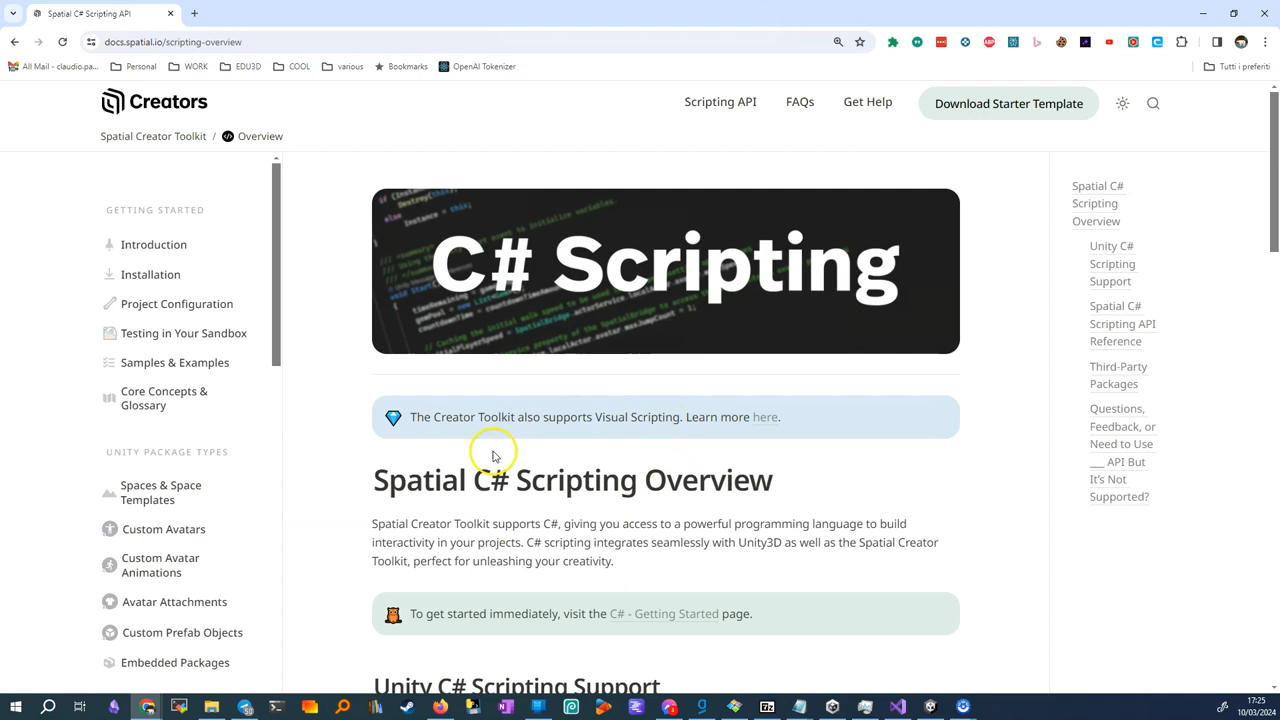 Spatial C# Scripting API
docs.spatial.io/scripting-overview
All Mail - claudio.pa...
Personal
WORK
EDU3D
COOL
various
Bookmarks
OpenAI Tokenizer
Tutti i preferiti
Creators
Scripting API
FAQs
Get Help
Download Starter Template
Spatial Creator Toolkit / Overview
GETTING STARTED
Introduction
Installation
Project Configuration
Testing in Your Sandbox
Samples & Examples
Core Concepts &
Glossary
UNITY PACKAGE TYPES
Spaces & Space
Templates
Custom Avatars
Custom Avatar
Animations
Avatar Attachments
Custom Prefab Objects
Embedded Packages
C# Scripting
The Creator Toolkit also supports Visual Scripting. Learn more here.
Spatial C# Scripting Overview
Spatial Creator Toolkit supports C#, giving you access to a powerful programming language to build
interactivity in your projects. C# scripting integrates seamlessly with Unity3D as well as the Spatial Creator
Toolkit, perfect for unleashing your creativity.
To get started immediately, visit the C# - Getting Started page.
Unity C# Scripting Support
Spatial C#
Scripting
Overview
Unity C#
Scripting
Support
Spatial C#
Scripting API
Reference
Third-Party
Packages
Questions,
Feedback, or
Need to Use
___ API But
It's Not
Supported?
17:25
10/03/2024